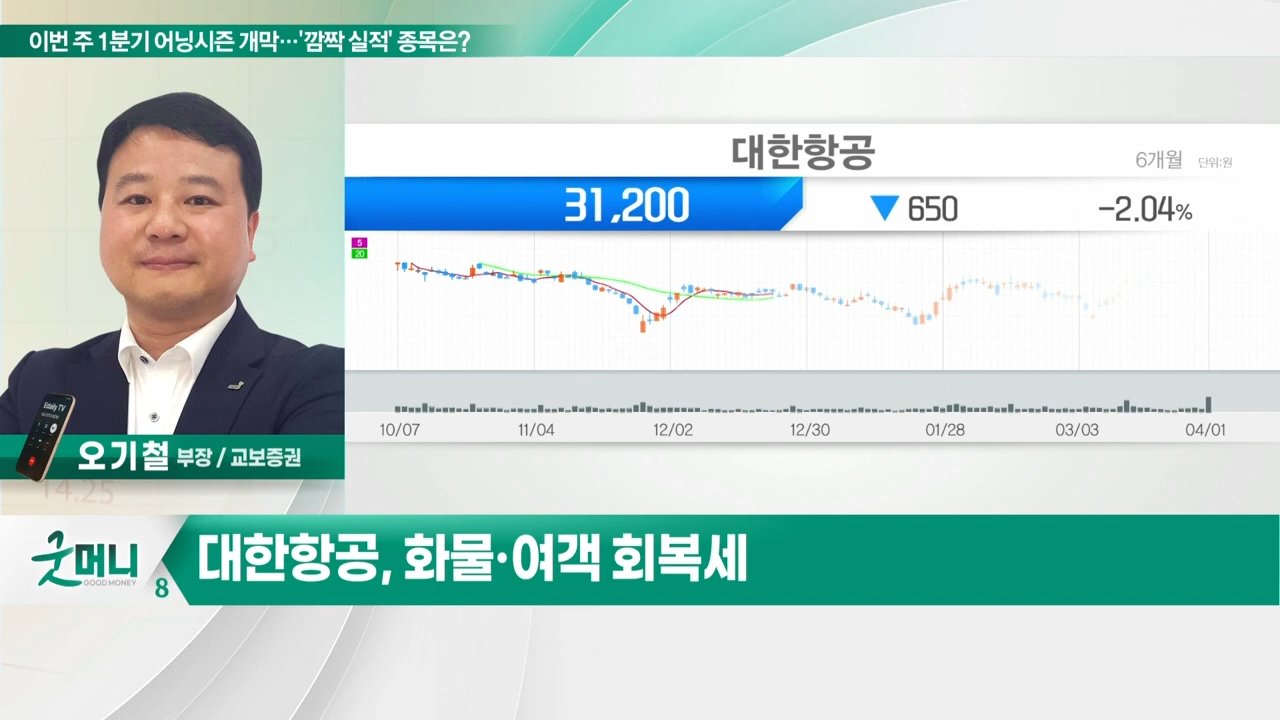 이번 주 1분기 어닝시즌 개막…'깜짝 실적' 종목은?
대한항공
6개월 단위:원
31,200 ▼ 650 -2.04%
5
20
10/07 11/04 12/02 12/30 01/28 03/03 04/01
Edaily TV
오기철 부장 / 교보증권
14.25
굿머니
GOOD MONEY
8
대한항공, 화물·여객 회복세